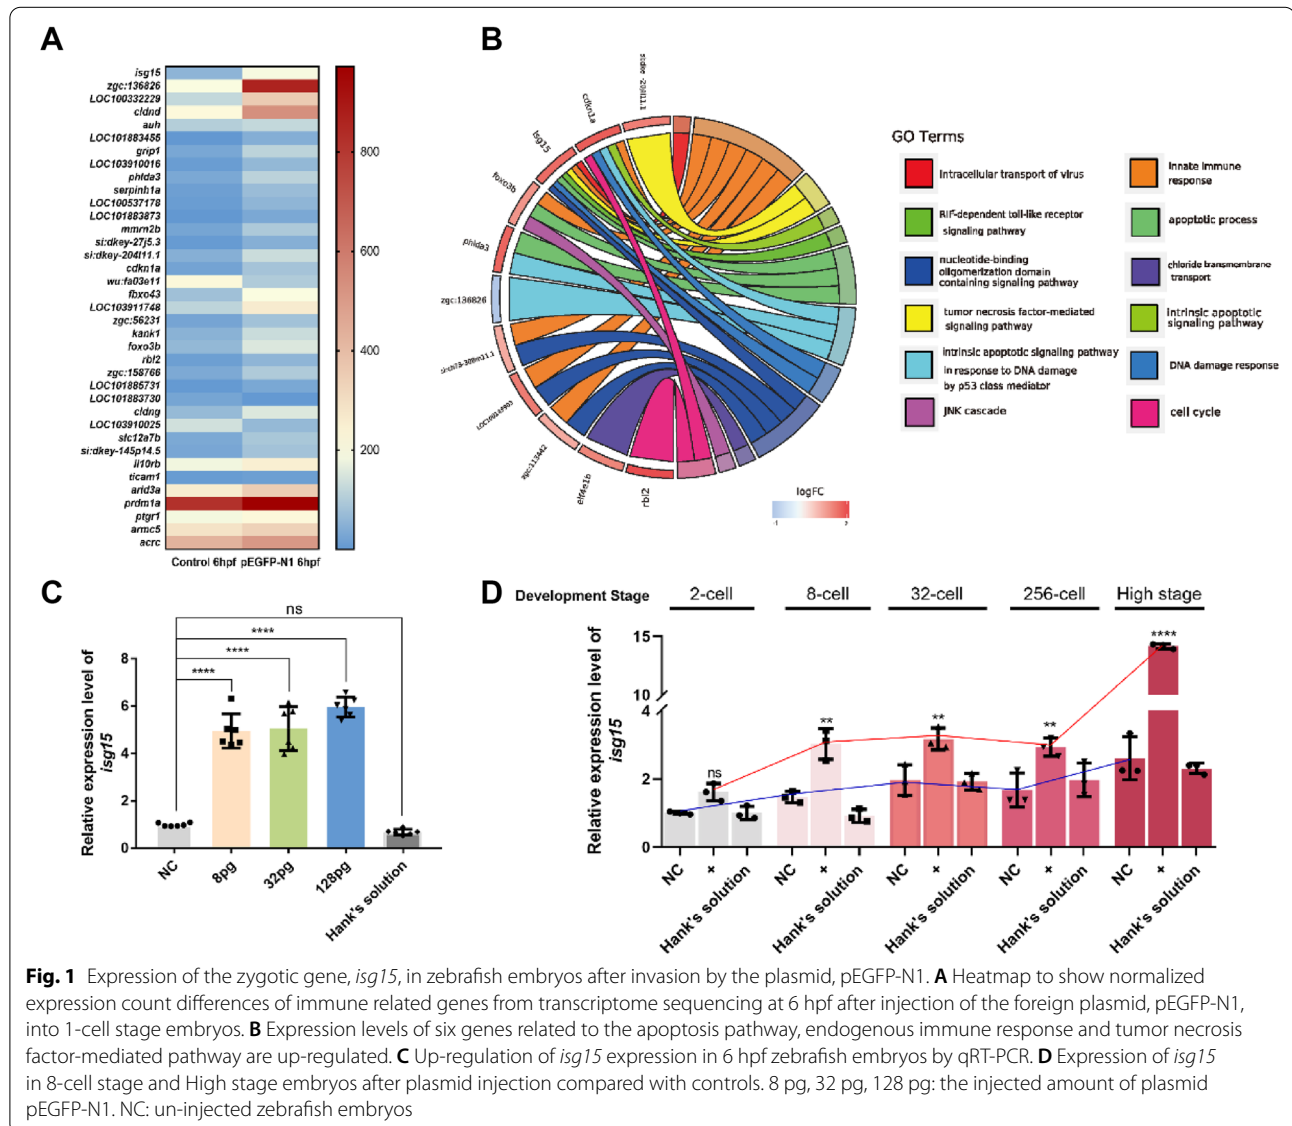 A
isg15
zgc:136826
LOC100332229
cldnd
auh
LOC101883486
grip1
LOC103910016
phlda3
serpinh1a
LOC100537178
LOC101883873
mmrn2b
si:dkey-27j5.3
si:dkey-204l11.1
cdkn1a
wu:fa03e11
fbxo43
LOC103911748
zgc:56231
kank1
foxo3b
rbl2
zgc:158766
LOC101885731
LOC101883730
cldng
LOC103910025
slc12a7b
si:dkey-145p14.5
il10rb
ticam1
arid3a
prdm1a
ptgr1
armc5
acrc
Control 6hpf pEGFP-N1 6hpf
800
600
400
200
B
cdkn1a
isg15
foxo3b
phlda3
zgc:136826
zgc:113442
elf4e1b
rbl2
GO Terms
Intracellular transport of virus
innate immune
response
RIF-dependent toll-like receptor
signaling pathway
apoptotic process
nucleotide-binding
oligomerization domain
containing signaling pathway
chloride transmembrane
transport
tumor necrosis factor-mediated
signaling pathway
intrinsic apoptotic
signaling pathway
intrinsic apoptotic signaling pathway
in response to DNA damage
by p53 class mediator
DNA damage response
JNK cascade
cell cycle
logFC
-1 2
C
Relative expression level of
isg15
8
6
4
2
0
ns
****
****
****
NC
8pg
32pg
128pg
Hank's solution
D
Development Stage
2-cell
8-cell
32-cell
256-cell
High stage
Relative expression level of
isg15
15
10
4
2
0
ns
**
**
**
****
NC + Hank's solution
NC + Hank's solution
NC + Hank's solution
NC + Hank's solution
NC + Hank's solution
Fig. 1 Expression of the zygotic gene, isg15, in zebrafish embryos after invasion by the plasmid, pEGFP-N1. A Heatmap to show normalized
expression count differences of immune related genes from transcriptome sequencing at 6 hpf after injection of the foreign plasmid, pEGFP-N1,
into 1-cell stage embryos. B Expression levels of six genes related to the apoptosis pathway, endogenous immune response and tumor necrosis
factor-mediated pathway are up-regulated. C Up-regulation of isg15 expression in 6 hpf zebrafish embryos by qRT-PCR. D Expression of isg15
in 8-cell stage and High stage embryos after plasmid injection compared with controls. 8 pg, 32 pg, 128 pg: the injected amount of plasmid
pEGFP-N1. NC: un-injected zebrafish embryos